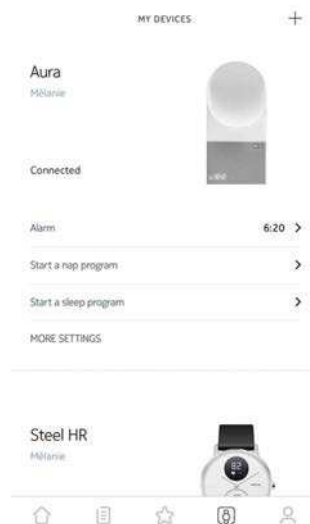 MY DEVICES
Aura
Mélanie
Connected
Alarm
6:20
Start a nap program
Start a sleep program
MORE SETTINGS
Steel HR
Mélanie
82